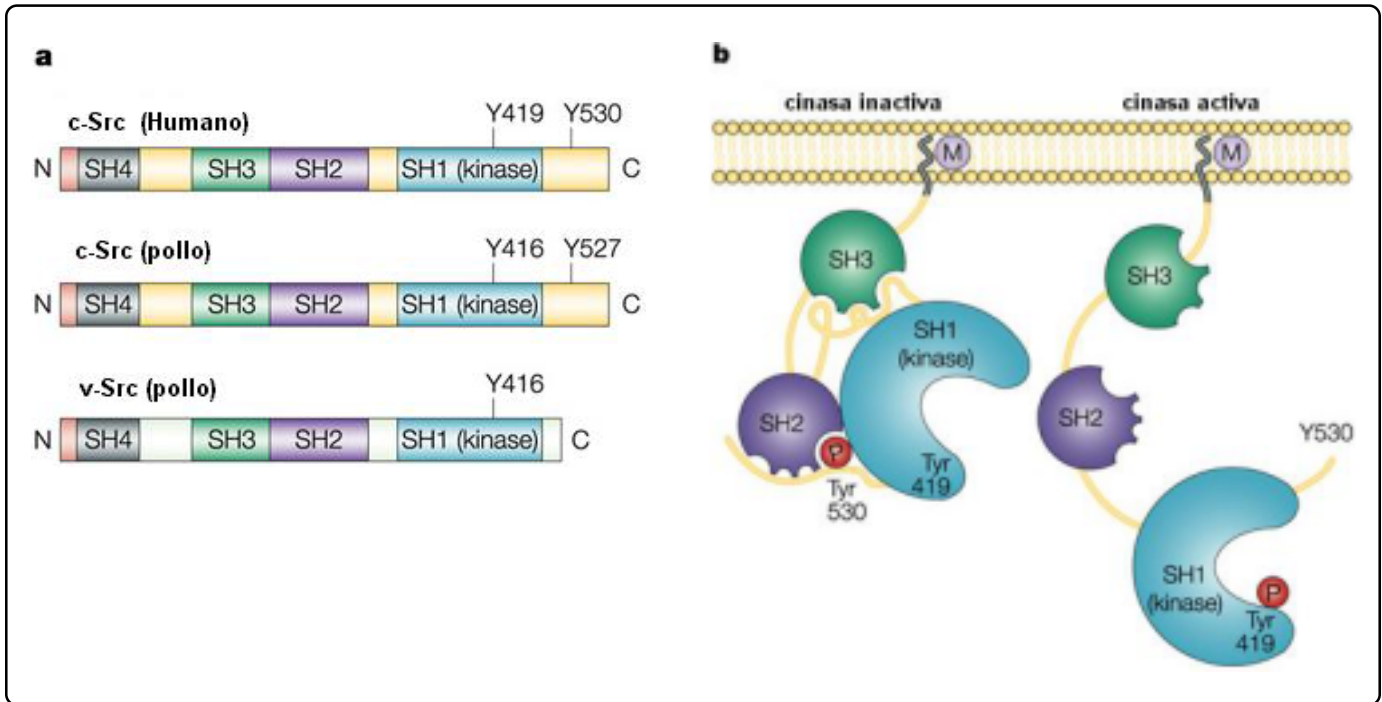 a
c-Src (Humano)
Y419 Y530
N SH4 SH3 SH2 SH1 (kinase) C
c-Src (pollo)
Y416 Y527
N SH4 SH3 SH2 SH1 (kinase) C
v-Src (pollo)
Y416
N SH4 SH3 SH2 SH1 (kinase) C
b
cinasa inactiva
M
SH3
SH1
(kinase)
SH2
P
Tyr
419
Tyr
530
cinasa activa
M
SH3
SH2
Y530
SH1
(kinase)
P
Tyr
419